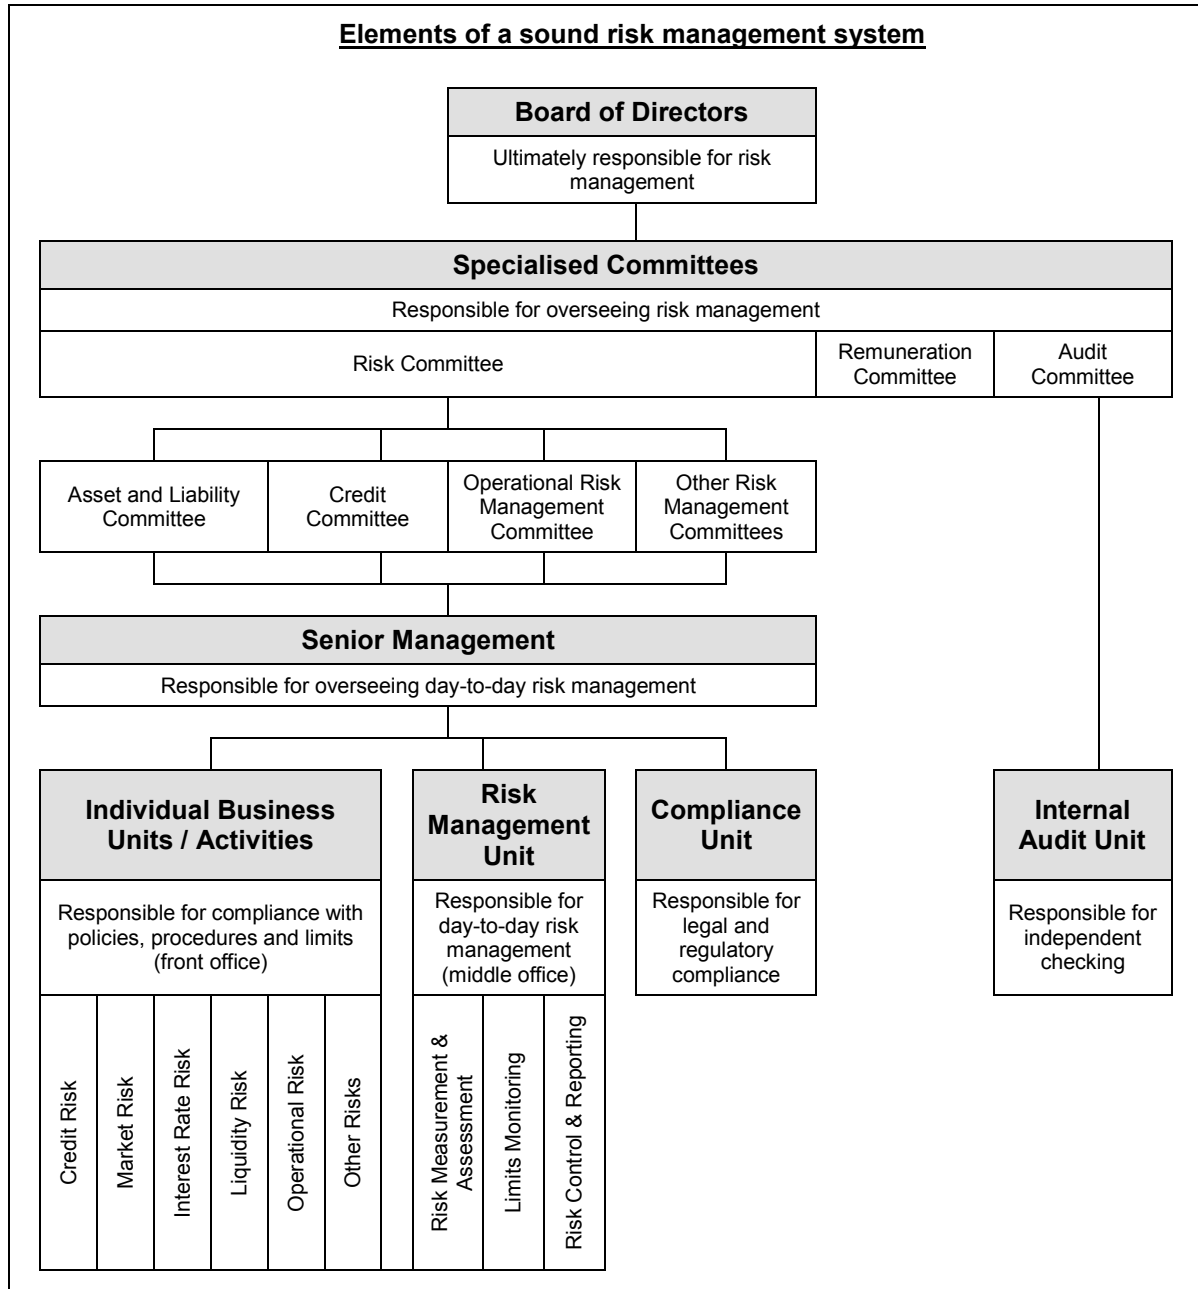 Elements of a sound risk management system
Board of Directors
Ultimately responsible for risk
management
Specialised Committees
Responsible for overseeing risk management
Risk Committee
Remuneration
Committee
Audit
Committee
Asset and Liability
Committee
Credit
Committee
Operational Risk
Management
Committee
Other Risk
Management
Committees
Senior Management
Responsible for overseeing day-to-day risk management
Individual Business
Units / Activities
Responsible for compliance with
policies, procedures and limits
(front office)
Credit Risk
Market Risk
Interest Rate Risk
Liquidity Risk
Operational Risk
Other Risks
Risk
Management
Unit
Responsible for
day-to-day risk
management
(middle office)
Risk Measurement &
Assessment
Limits Monitoring
Risk Control & Reporting
Compliance
Unit
Responsible for
legal and
regulatory
compliance
Internal
Audit Unit
Responsible for
independent
checking